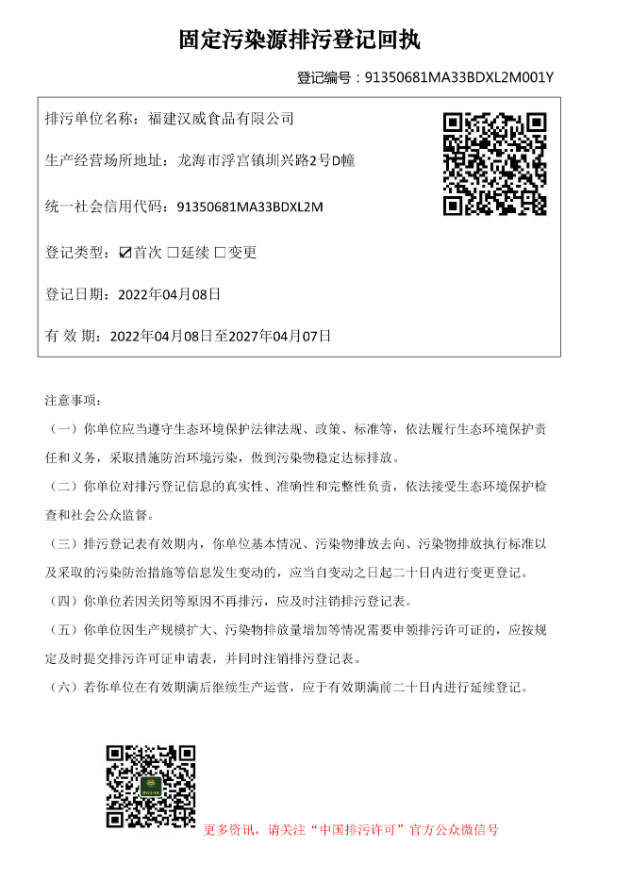 固定污染源排污登记回执
登记编号：91350681MA33BDXL2M001Y
排污单位名称：福建汉威食品有限公司
生产经营场所地址：龙海市浮宫镇圳兴路2号D幢
统一社会信用代码：91350681MA33BDXL2M
登记类型：☑首次 □延续 □变更
登记日期：2022年04月08日
有 效 期：2022年04月08日至2027年04月07日
注意事项：
（一）你单位应当遵守生态环境保护法律法规、政策、标准等，依法履行生态环境保护责
任和义务，采取措施防治环境污染，做到污染物稳定达标排放。
（二）你单位对排污登记信息的真实性、准确性和完整性负责，依法接受生态环境保护检
查和社会公众监督。
（三）排污登记表有效期内，你单位基本情况、污染物排放去向、污染物排放执行标准以
及采取的污染防治措施等信息发生变动的，应当自变动之日起二十日内进行变更登记。
（四）你单位若因关闭等原因不再排污，应及时注销排污登记表。
（五）你单位因生产规模扩大、污染物排放量增加等情况需要申领排污许可证的，应按规
定及时提交排污许可证申请表，并同时注销排污登记表。
（六）若你单位在有效期满后继续生产运营，应于有效期满前二十日内进行延续登记。
更多资讯，请关注“中国排污许可”官方公众微信号